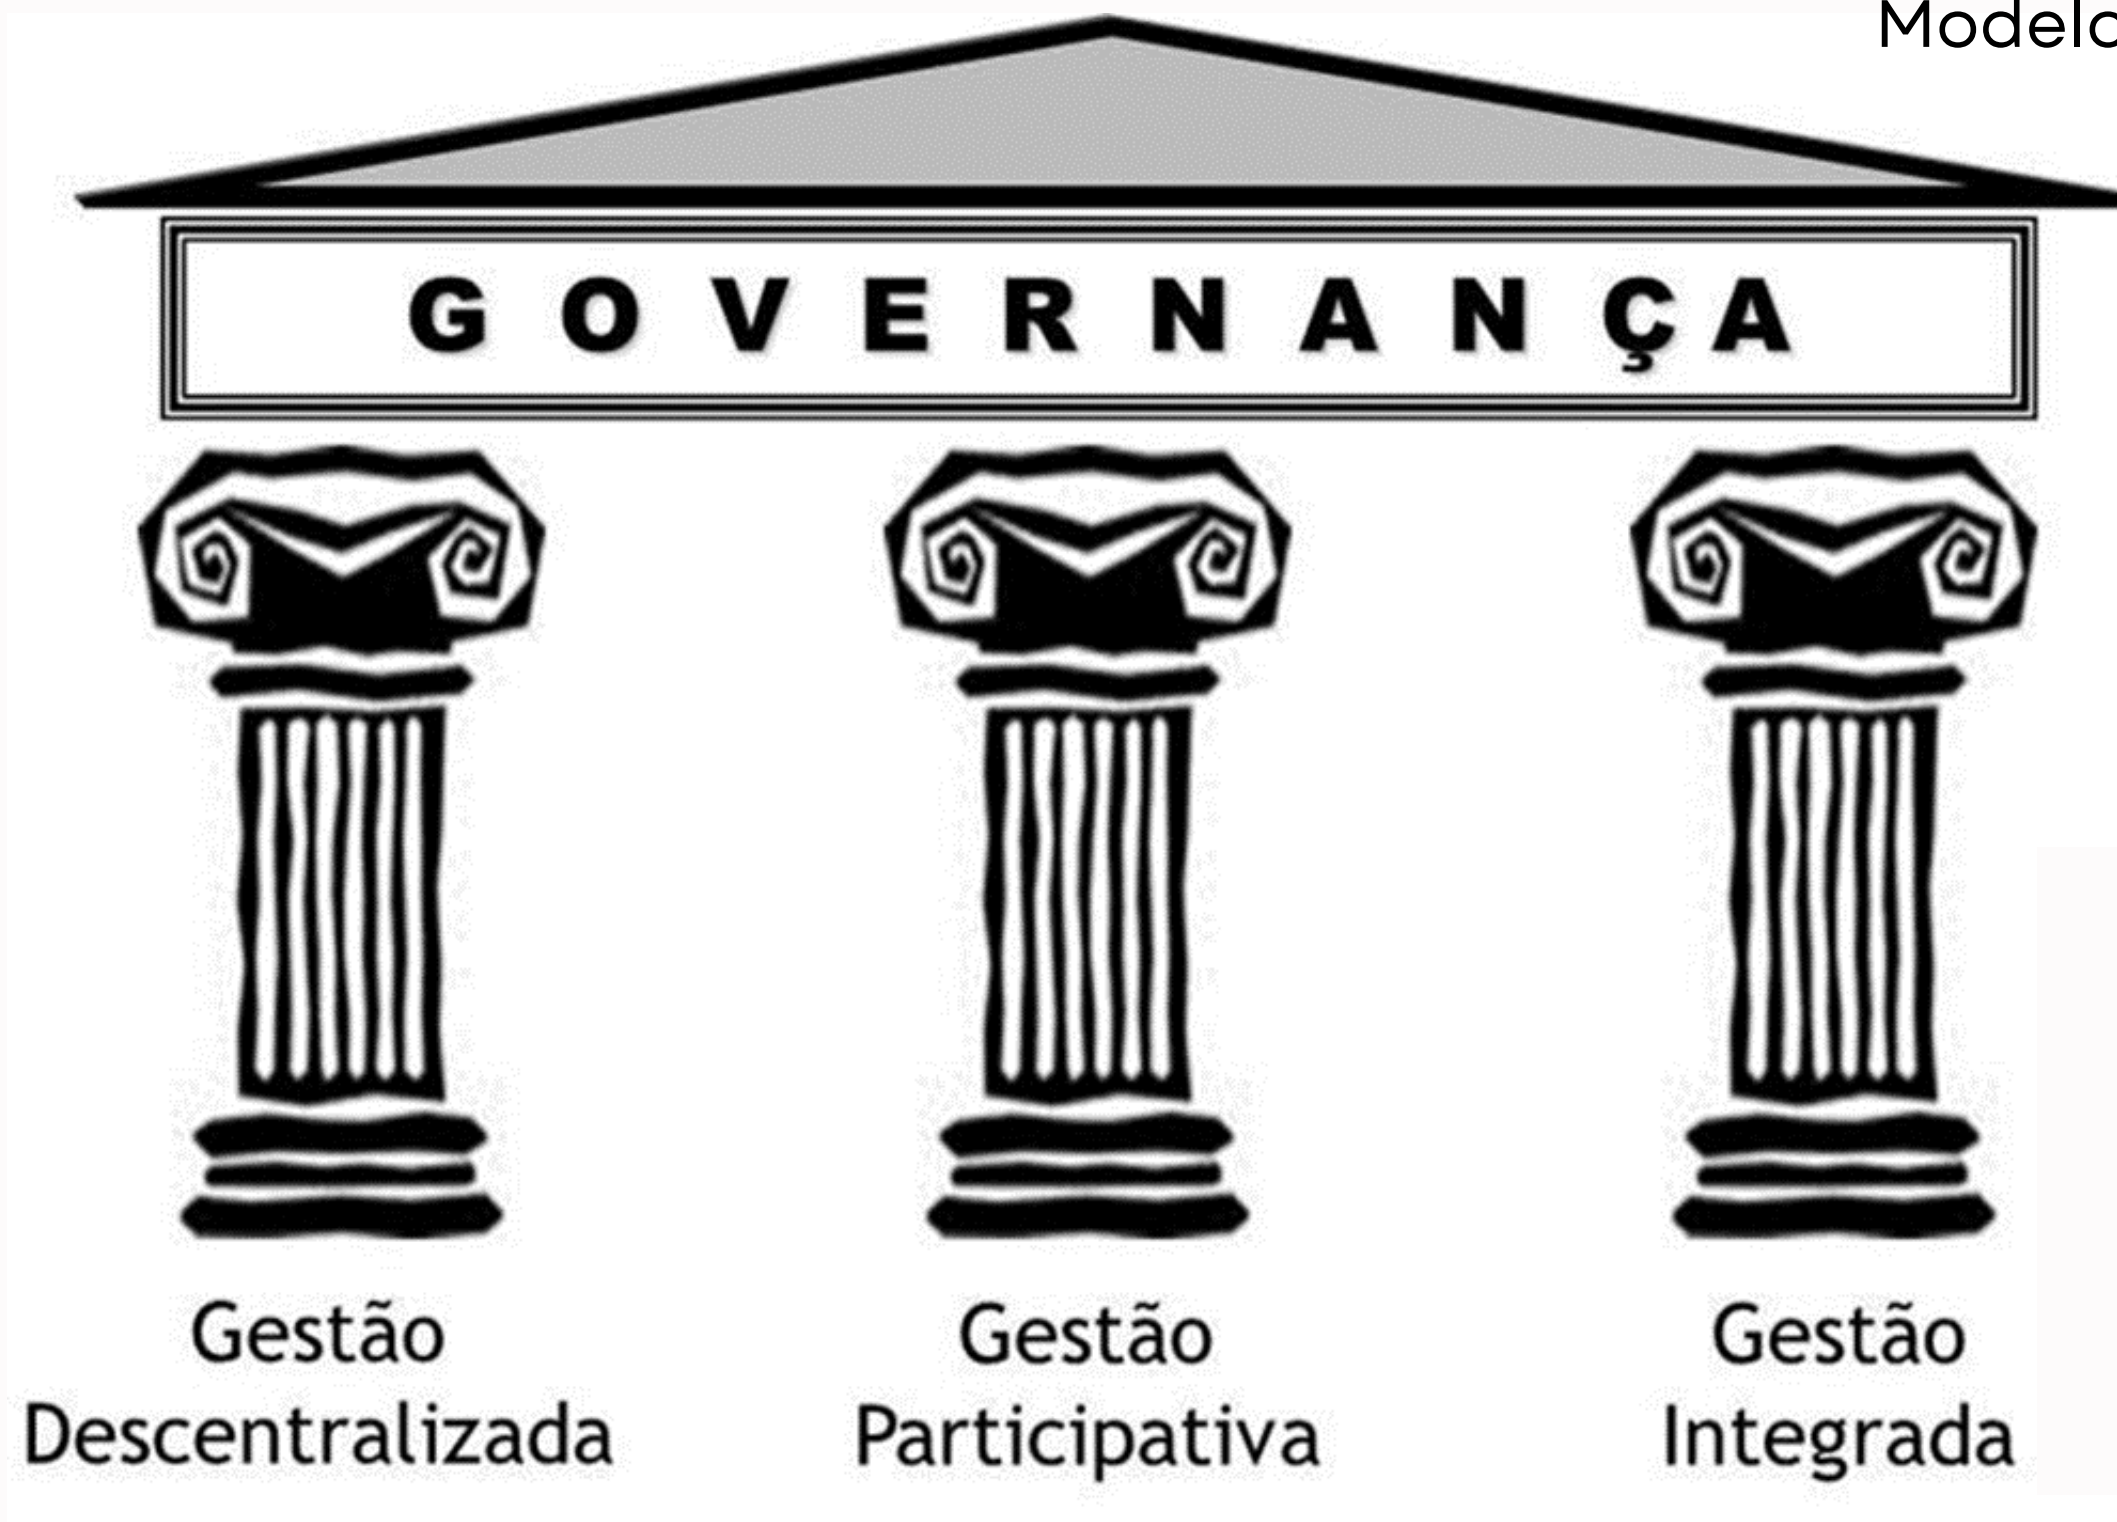 Modelo
G O V E R N A N Ç A
Gestão
Descentralizada
Gestão
Participativa
Gestão
Integrada